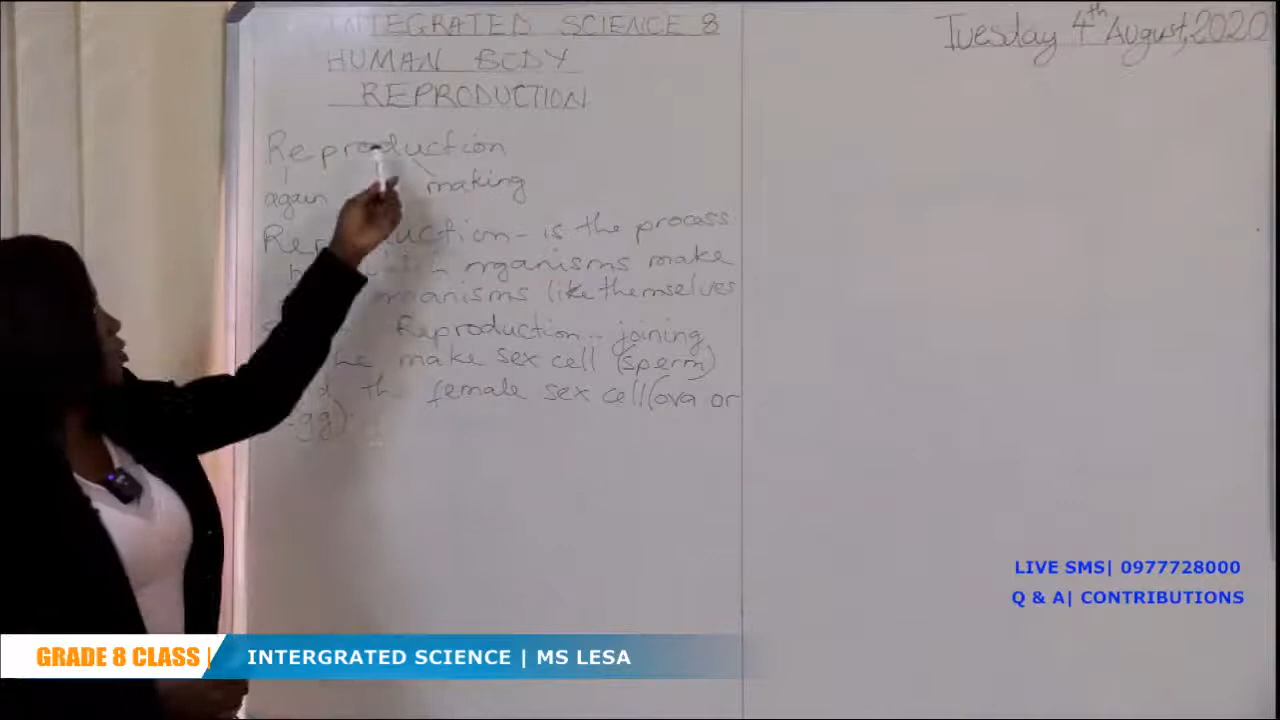 INTEGRATED SCIENCE 8
Tuesday 4th August, 2020
HUMAN BODY
REPRODUCTION
Reproduction
again making
is the process
organisms make
organisms like themselves
Reproduction... joining
make sex cell (sperm)
female sex cell (ova or
LIVE SMS| 0977728000
Q & A| CONTRIBUTIONS
GRADE 8 CLASS |
INTERGRATED SCIENCE | MS LESA